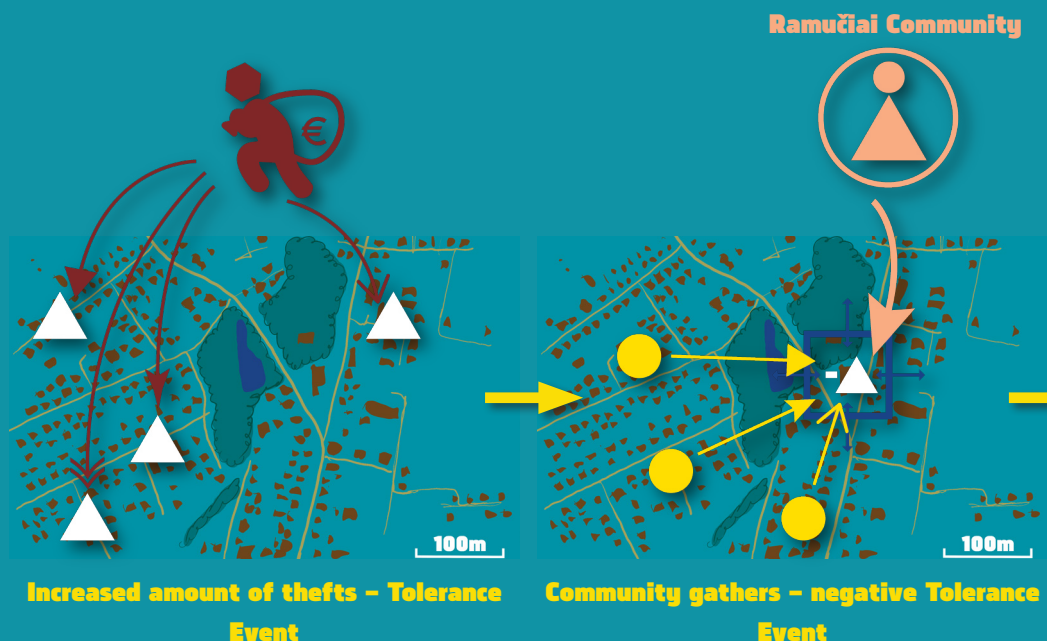 Ramučiai Community
€
100m
100m
Increased amount of thefts – Tolerance
Event
Community gathers – negative Tolerance
Event